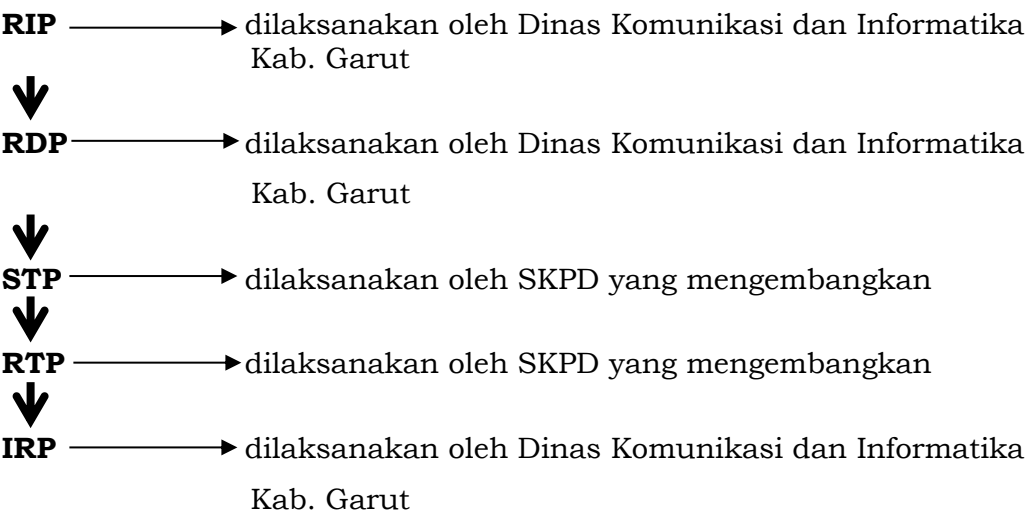 RIP dilaksanakan oleh Dinas Komunikasi dan Informatika
Kab. Garut
RDP dilaksanakan oleh Dinas Komunikasi dan Informatika
Kab. Garut
STP dilaksanakan oleh SKPD yang mengembangkan
RTP dilaksanakan oleh SKPD yang mengembangkan
IRP dilaksanakan oleh Dinas Komunikasi dan Informatika
Kab. Garut